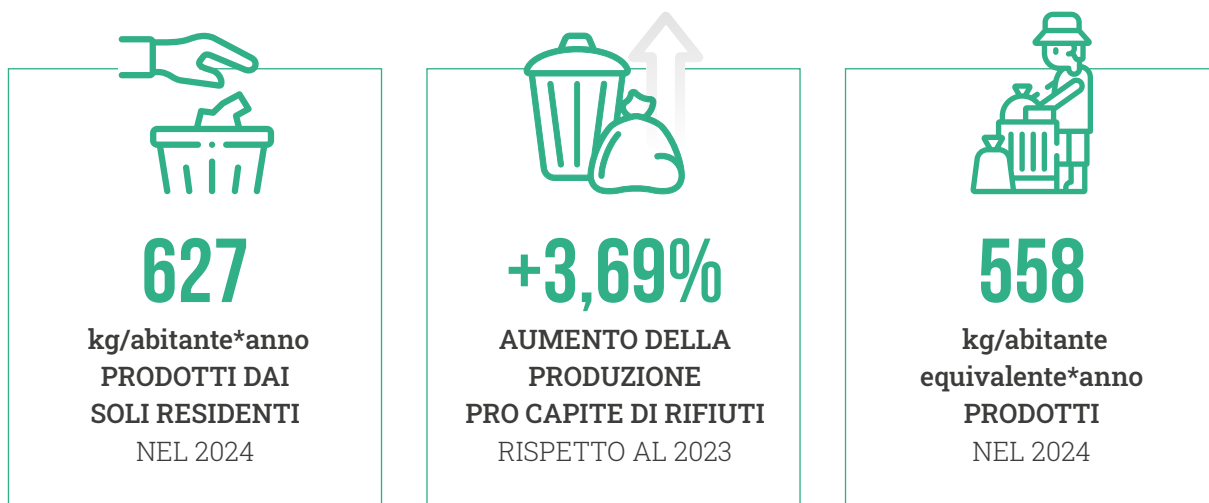 627
kg/abitante*anno
PRODOTTI DAI
SOLI RESIDENTI
NEL 2024
+3,69%
AUMENTO DELLA
PRODUZIONE
PRO CAPITE DI RIFIUTI
RISPETTO AL 2023
558
kg/abitante
equivalente*anno
PRODOTTI
NEL 2024